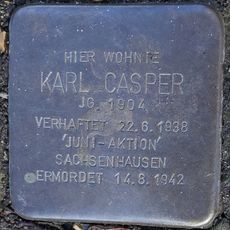 HIER WOHNTE
KARL CASPER
JG. 1904
VERHAFTET 22.6.1938
'JUNI-AKTION'
SACHSENHAUSEN
ERMORDET 14.8.1942